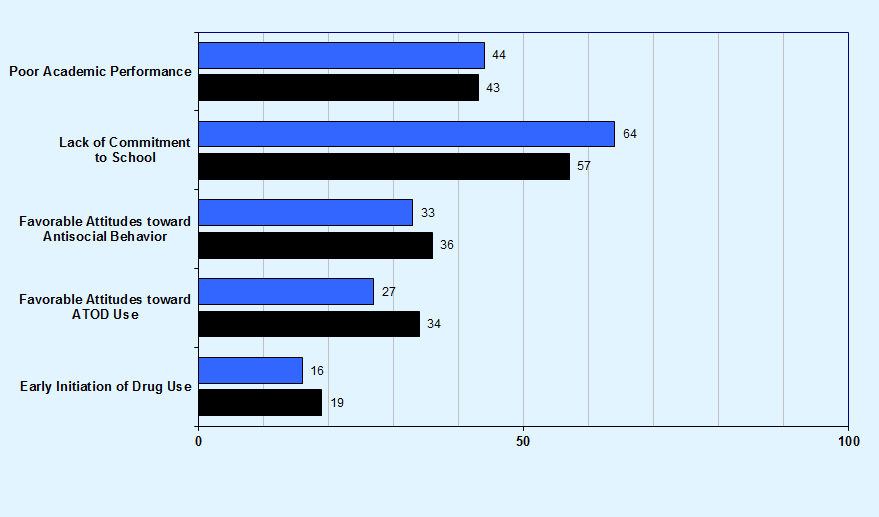 Poor Academic Performance
44
43
Lack of Commitment
to School
64
57
Favorable Attitudes toward
Antisocial Behavior
33
36
Favorable Attitudes toward
ATOD Use
27
34
Early Initiation of Drug Use
16
19
0 50 100